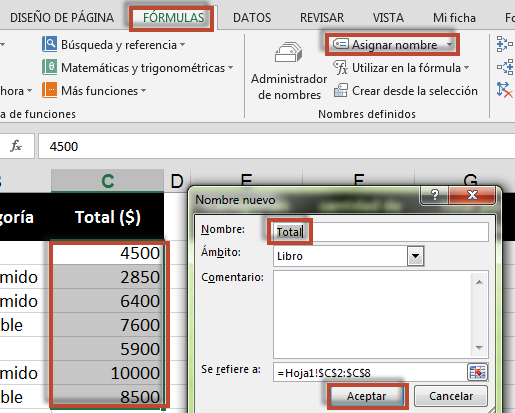 DISEÑO DE PÁGINA FÓRMULAS DATOS REVISAR VISTA Mi ficha Fo
Búsqueda y referencia Asignar nombre
Matemáticas y trigonométricas Utilizar en la fórmula
hora Más funciones Administrador de nombres Crear desde la selección
a de funciones Nombres definidos
fx 4500
B C D E F G
goría Total ($) cantidad de
4500
mido 2850
mido 6400
ble 7600
5900
mido 10000
ble 8500
Nombre nuevo ? X
Nombre: Total
Ámbito: Libro
Comentario:
Se refiere a: =Hoja1!$C$2:$C$8
Aceptar Cancelar